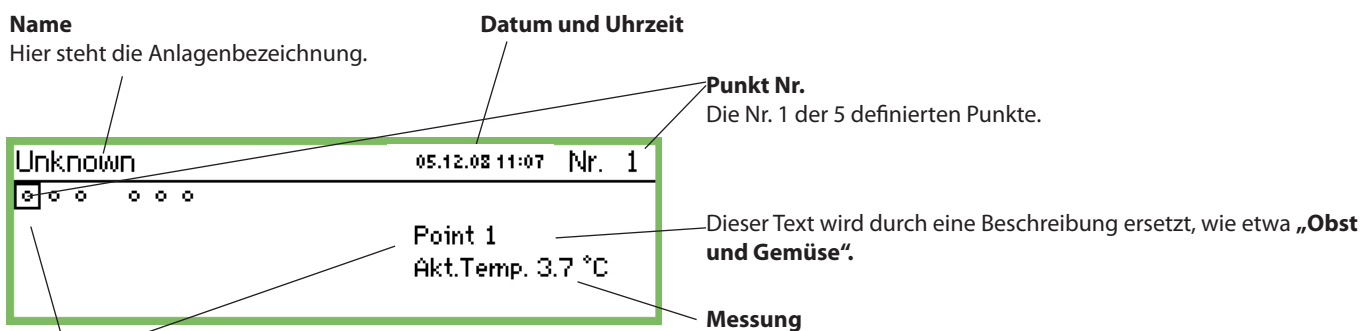 Name
Hier steht die Anlagenbezeichnung.
Datum und Uhrzeit
Punkt Nr.
Die Nr. 1 der 5 definierten Punkte.
Unknown 05.12.08 11:07 Nr. 1
Point 1
Dieser Text wird durch eine Beschreibung ersetzt, wie etwa „Obst
und Gemüse“.
Akt.Temp. 3.7 °C
Messung